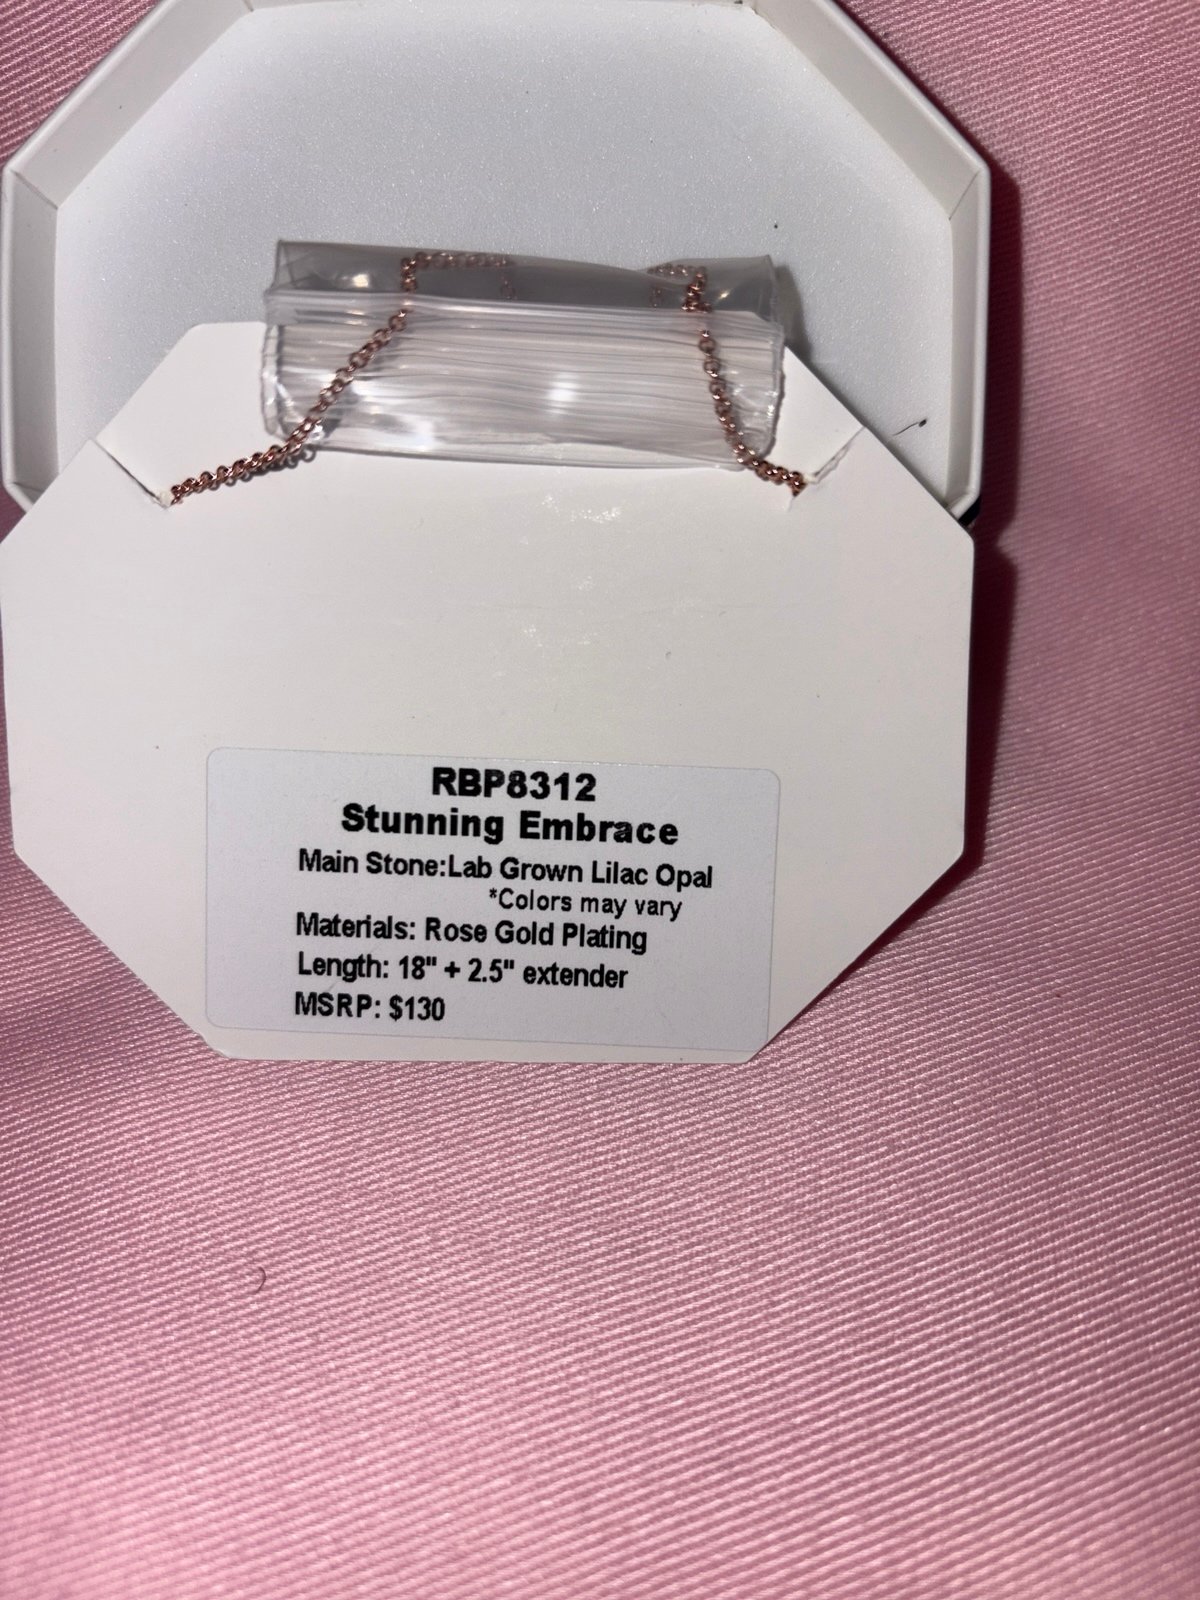 RBP8312
Stunning Embrace
Main Stone:Lab Grown Lilac Opal
*Colors may vary
Materials: Rose Gold Plating
Length: 18" + 2.5" extender
MSRP: $130